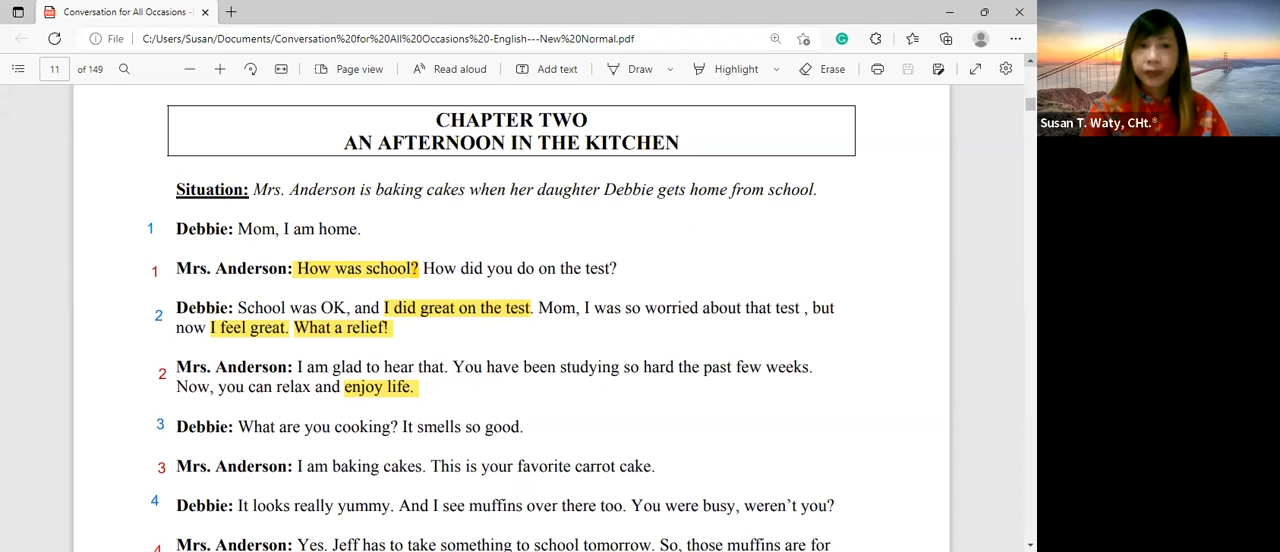 Conversation for All Occasions -
File
C:/Users/Susan/Documents/Conversation%20for%20All%20Occasions%20-English---New%20Normal.pdf
11 of 149
Page view
Read aloud
Add text
Draw
Highlight
Erase
Susan T. Waty, CHt.®
CHAPTER TWO
AN AFTERNOON IN THE KITCHEN
Situation: Mrs. Anderson is baking cakes when her daughter Debbie gets home from school.
1 Debbie: Mom, I am home.
1 Mrs. Anderson: How was school? How did you do on the test?
2 Debbie: School was OK, and I did great on the test. Mom, I was so worried about that test , but
now I feel great. What a relief!
2 Mrs. Anderson: I am glad to hear that. You have been studying so hard the past few weeks.
Now, you can relax and enjoy life.
3 Debbie: What are you cooking? It smells so good.
3 Mrs. Anderson: I am baking cakes. This is your favorite carrot cake.
4 Debbie: It looks really yummy. And I see muffins over there too. You were busy, weren’t you?
4 Mrs. Anderson: Yes. Jeff has to take something to school tomorrow. So, those muffins are for